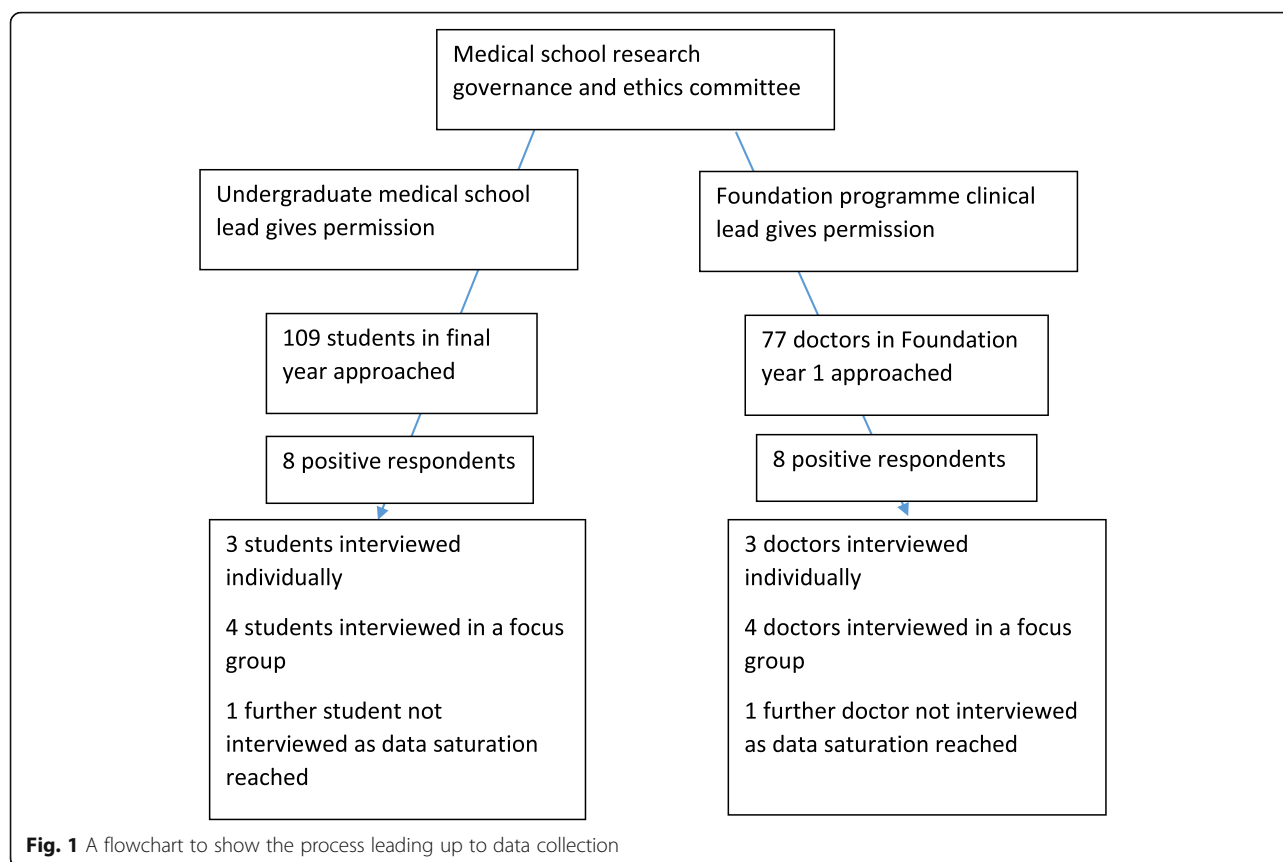 Medical school research
governance and ethics committee
Undergraduate medical school
lead gives permission
Foundation programme clinical
lead gives permission
109 students in final
year approached
77 doctors in Foundation
year 1 approached
8 positive respondents
8 positive respondents
3 students interviewed
individually
4 students interviewed in a focus
group
1 further student not
interviewed as data saturation
reached
3 doctors interviewed
individually
4 doctors interviewed in a focus
group
1 further doctor not interviewed
as data saturation reached
Fig. 1 A flowchart to show the process leading up to data collection